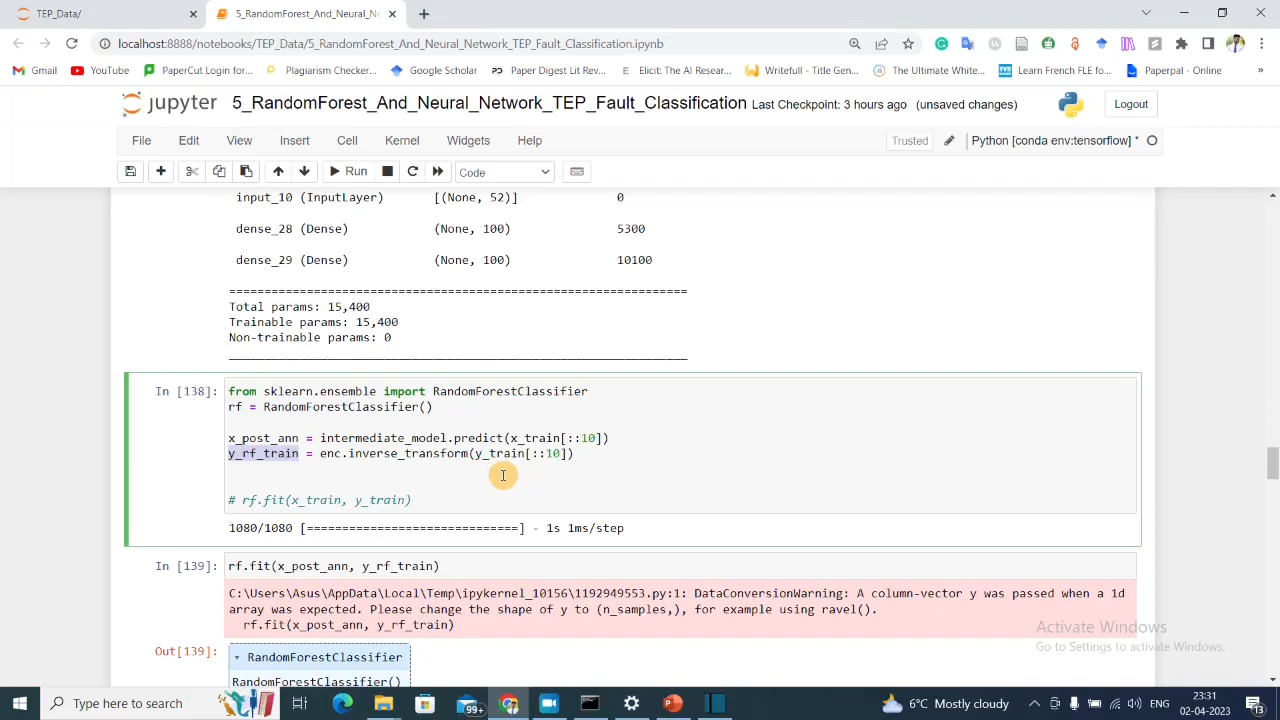 TEP_Data/
5_RandomForest_And_Neural_Ne
localhost:8888/notebooks/TEP_Data/5_RandomForest_And_Neural_Network_TEP_Fault_Classification.ipynb
Gmail YouTube PaperCut Login for... Plagiarism Checker... Google Scholar Paper Digest Lit Rev... Elicit: The AI Resear... Writefull - Title Gen... The Ultimate White... Learn French FLE fo... Paperpal - Online
jupyter 5_RandomForest_And_Neural_Network_TEP_Fault_Classification Last Checkpoint: 3 hours ago (unsaved changes) Logout
File Edit View Insert Cell Kernel Widgets Help Trusted Python [conda env:tensorflow] *
Run Code
input_10 (InputLayer) [(None, 52)] 0
dense_28 (Dense) (None, 100) 5300
dense_29 (Dense) (None, 100) 10100
=================================================================
Total params: 15,400
Trainable params: 15,400
Non-trainable params: 0
_________________________________________________________________
In [138]: from sklearn.ensemble import RandomForestClassifier
rf = RandomForestClassifier()
x_post_ann = intermediate_model.predict(x_train[::10])
y_rf_train = enc.inverse_transform(y_train[::10])
# rf.fit(x_train, y_train)
1080/1080 [==============================] - 1s 1ms/step
In [139]: rf.fit(x_post_ann, y_rf_train)
C:\Users\Asus\AppData\Local\Temp\ipykernel_10156\1192949553.py:1: DataConversionWarning: A column-vector y was passed when a 1d
array was expected. Please change the shape of y to (n_samples,), for example using ravel().
rf.fit(x_post_ann, y_rf_train)
Out[139]: RandomForestClassifier
RandomForestClassifier()
Activate Windows
Go to Settings to activate Windows.
Type here to search 99+ 6°C Mostly cloudy ENG 23:31
02-04-2023 13